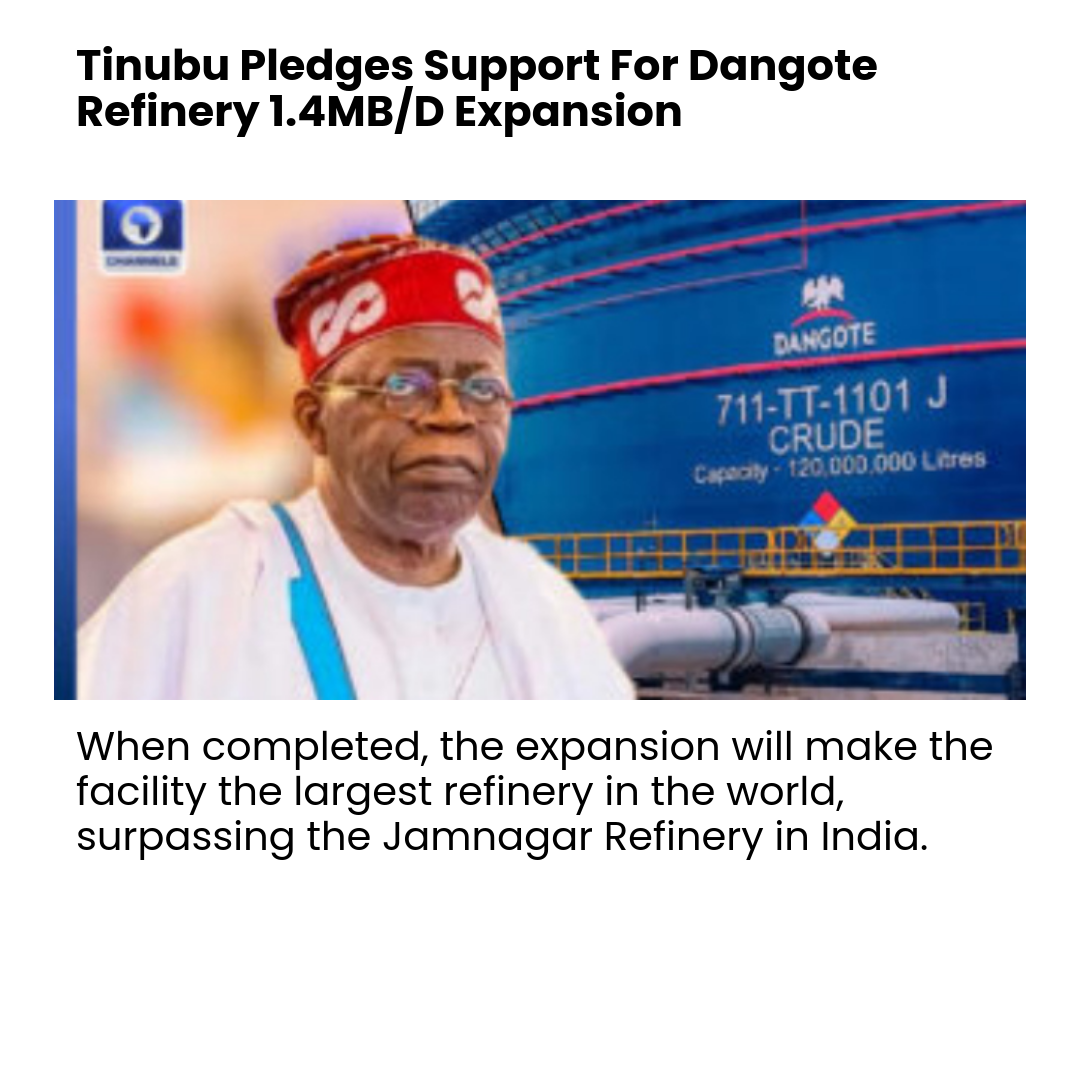 Tinubu Pledges Support For Dangote
Refinery 1.4MB/D Expansion
CHANNELS
DANGOTE
711-TT-1101 J
CRUDE
Capacity - 120,000,000 Litres
When completed, the expansion will make the
facility the largest refinery in the world,
surpassing the Jamnagar Refinery in India.